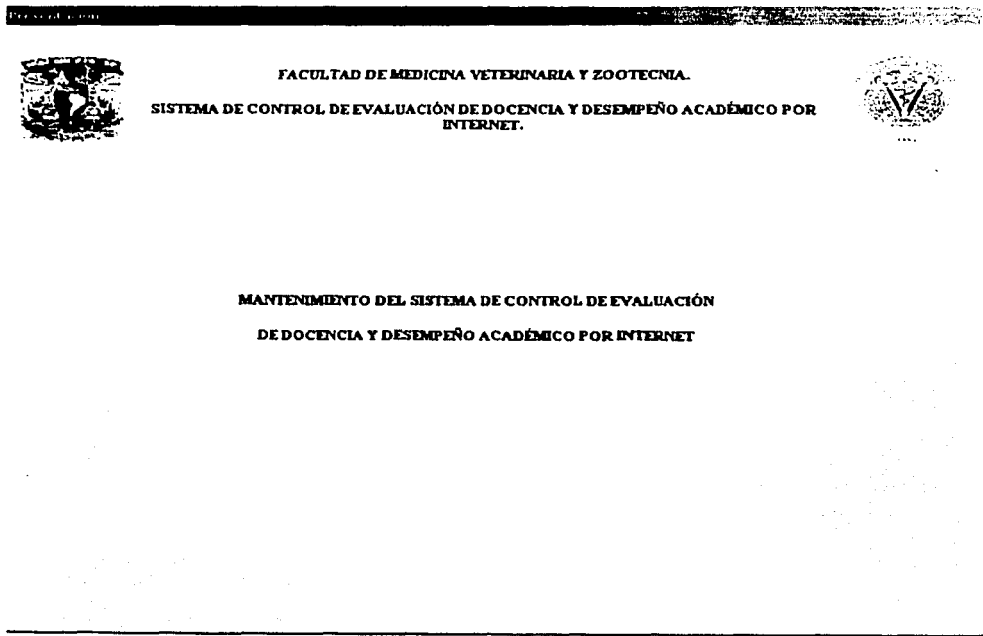 Presentacion
FACULTAD DE MEDICINA VETERINARIA Y ZOOTECNIA.
SISTEMA DE CONTROL DE EVALUACIÓN DE DOCENCIA Y DESEMPEÑO ACADÉMICO POR
INTERNET.
MANTENIMIENTO DEL SISTEMA DE CONTROL DE EVALUACIÓN
DE DOCENCIA Y DESEMPEÑO ACADÉMICO POR INTERNET